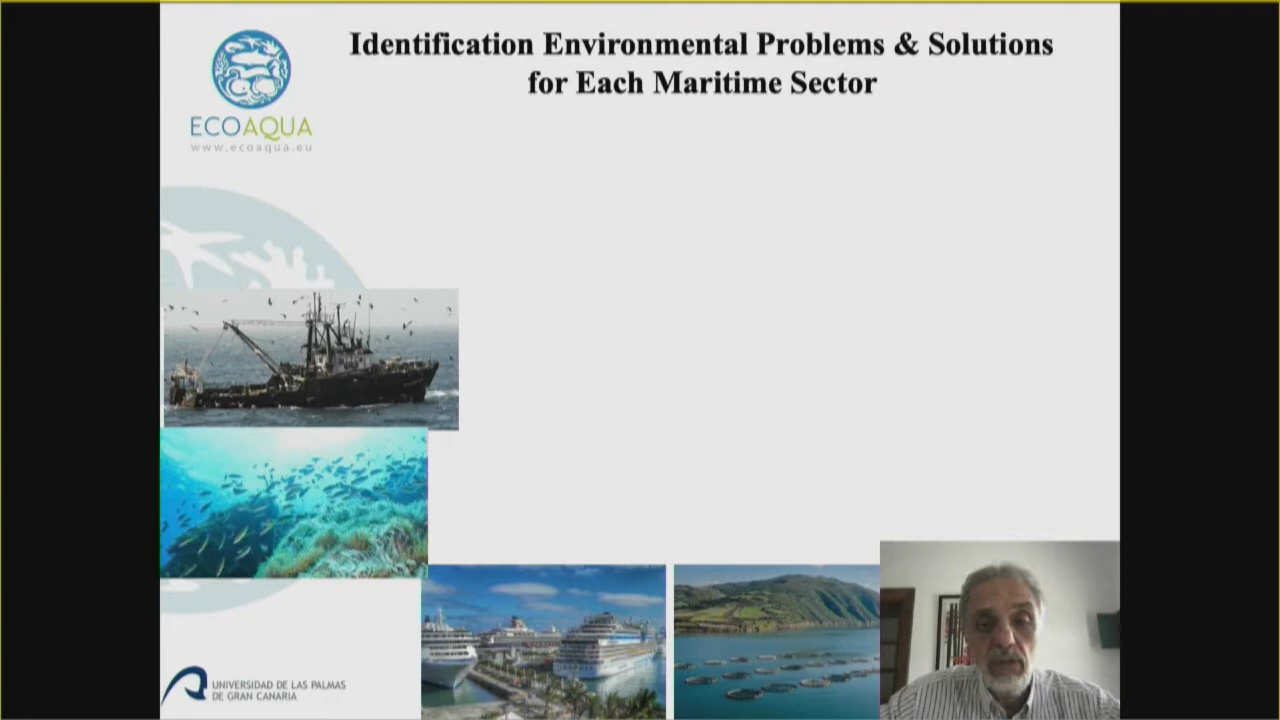 Identification Environmental Problems & Solutions
for Each Maritime Sector
ECOAQUA
www.ecoaqua.eu
UNIVERSIDAD DE LAS PALMAS
DE GRAN CANARIA